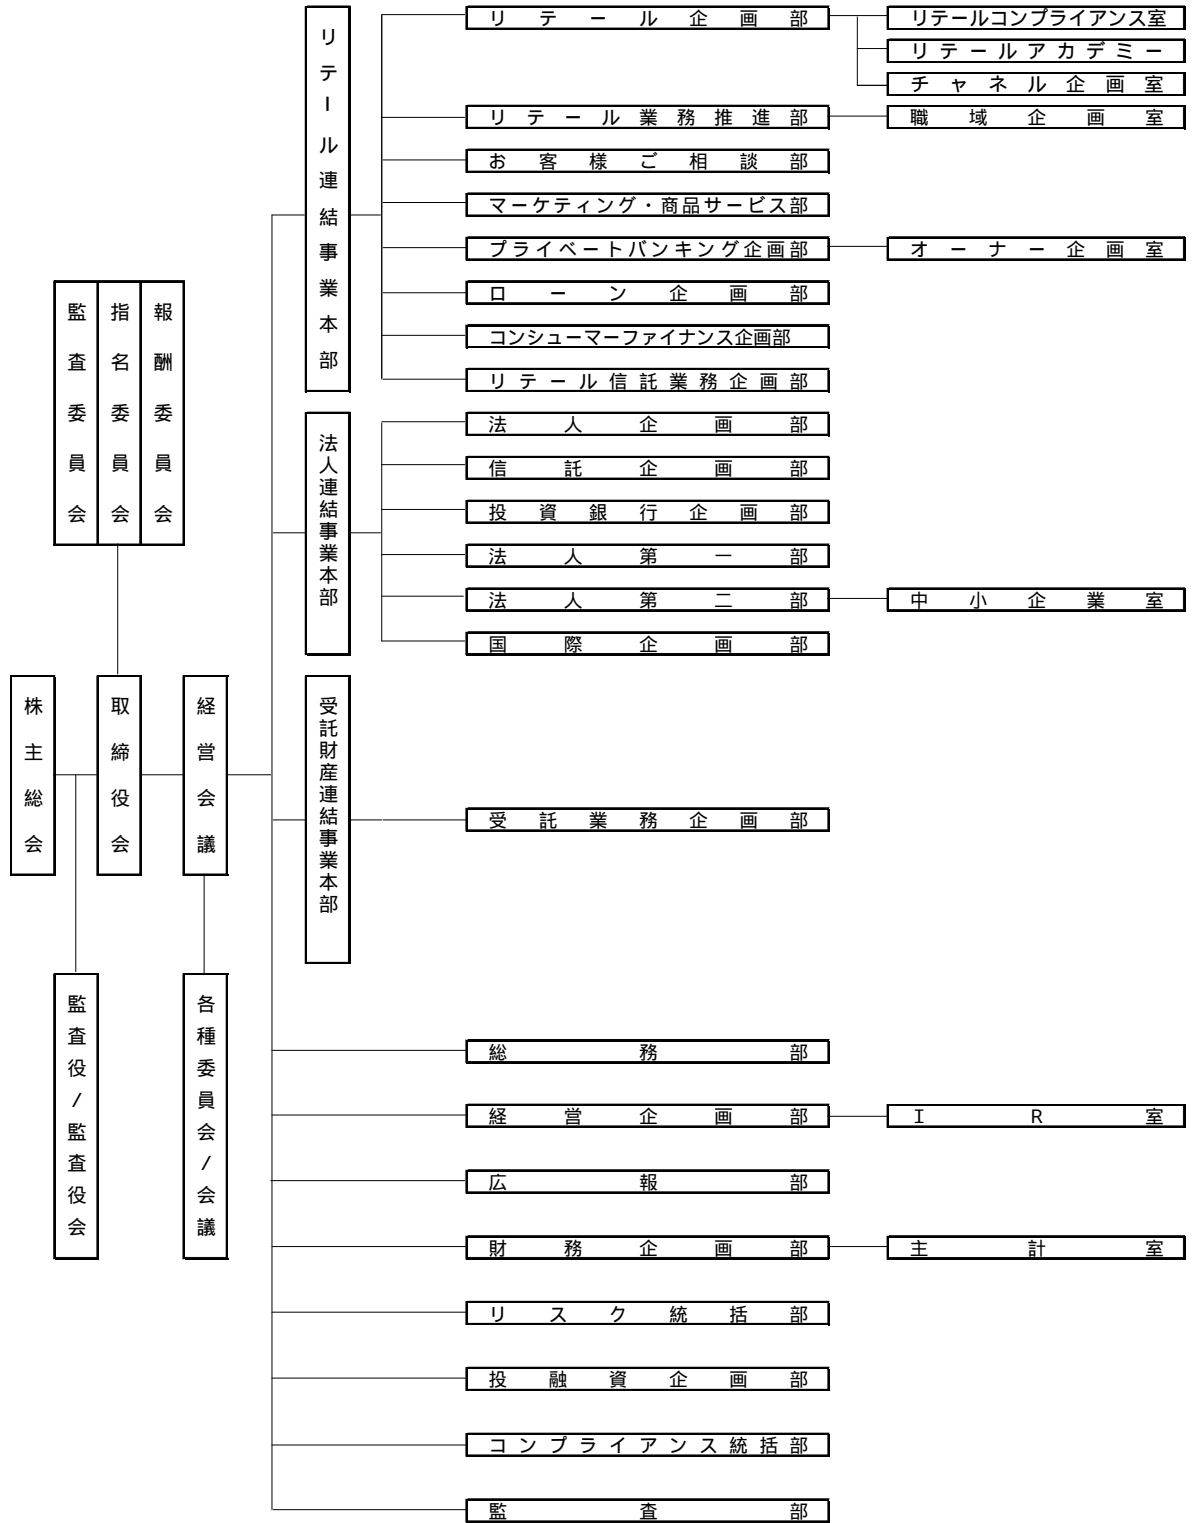 リテール企画部
リテールコンプライアンス室
リテールアカデミー
チャネル企画室
リテール業務推進部
職域企画室
お客様ご相談部
マーケティング・商品サービス部
プライベートバンキング企画部
オーナー企画室
ローン企画部
コンシューマーファイナンス企画部
リテール信託業務企画部
リテール連結事業本部
法人企画部
信託企画部
投資銀行企画部
法人第一部
法人第二部
中小企業室
国際企画部
法人連結事業本部
監査委員会
指名委員会
報酬委員会
株主総会
取締役会
経営会議
受託財産連結事業本部
受託業務企画部
監査役/監査役会
各種委員会/会議
総務部
経営企画部
IR室
広報部
財務企画部
主計室
リスク統括部
投融資企画部
コンプライアンス統括部
監査部